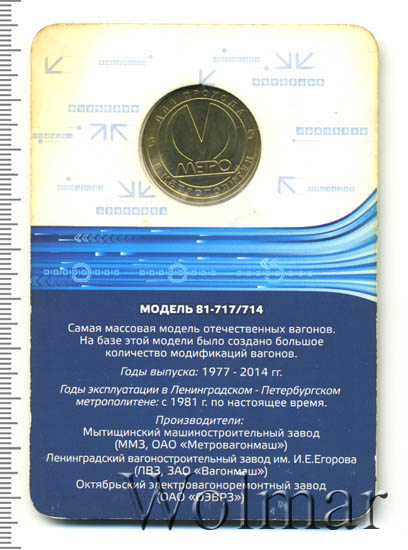 ДЛЯ ПРОХОДА
МЕТРО
В МЕТРОПОЛИТЕН
МОДЕЛЬ 81-717/714
Самая массовая модель отечественных вагонов.
На базе этой модели было создано большое
количество модификаций вагонов.
Годы выпуска: 1977 - 2014 гг.
Годы эксплуатации в Ленинградском - Петербургском
метрополитене: с 1981 г. по настоящее время.
Производители:
Мытищинский машиностроительный завод
(ММЗ, ОАО «Метровагонмаш»)
Ленинградский вагоностроительный завод им. И.Е.Егорова
(ЛВЗ, ЗАО «Вагонмаш»)
Октябрьский электровагоноремонтный завод
(ОАО «ОЭВРЗ»)
Wolmar